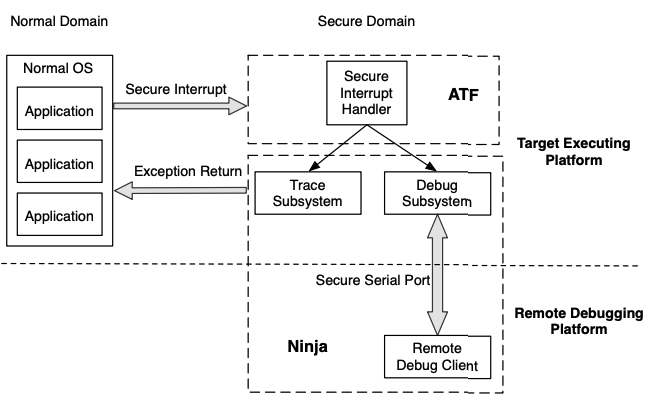 Normal Domain
Secure Domain
Normal OS
Application
Application
Application
Secure Interrupt
Exception Return
Secure
Interrupt
Handler
ATF
Trace
Subsystem
Debug
Subsystem
Target Executing
Platform
Secure Serial Port
Remote Debugging
Platform
Ninja
Remote
Debug Client